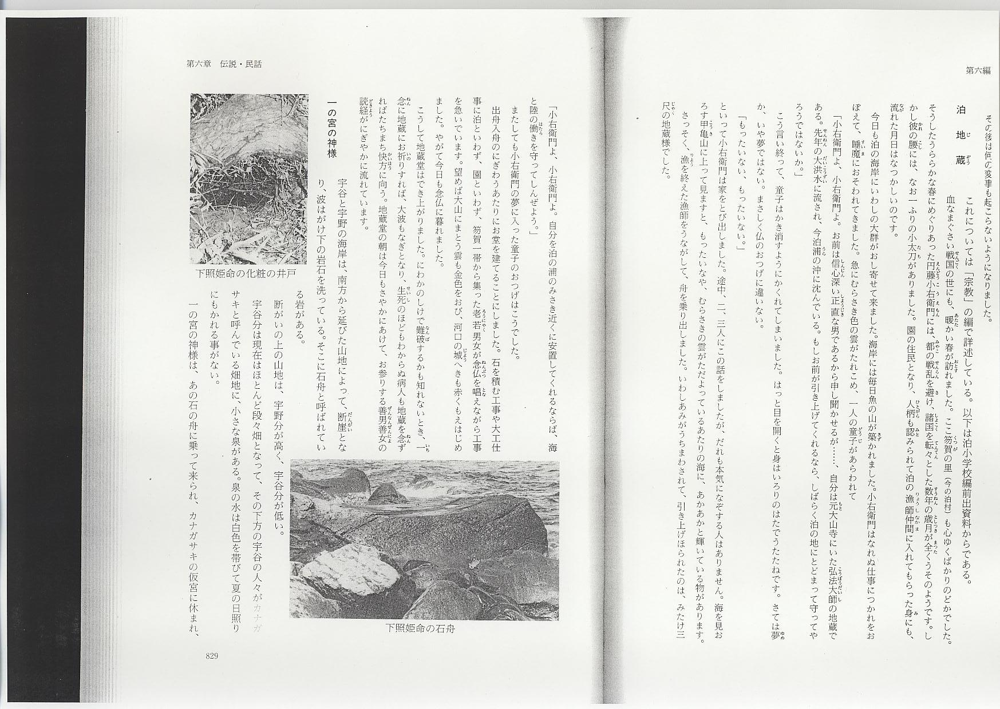 第六編
その後は何の変事も起こらないようになりました。
泊地蔵
これについては「宗教」の編で詳述している。以下は泊小学校編前出資料からである。
血なまぐさい戦国の世にも、暖かい春が訪れました。ここ笏賀の里（今の泊村）も心ゆくばかりのどかでした。
そうしたうららかな春にめぐりあった円藤小右衛門には、都の戦乱を避け、諸国を転々とした数年の歳月が全くうそのようです。し
かし彼の腰には、なお一ふりの小太刀がありました。園の住民となり、人柄も認みられて泊の漁師仲間に入れてもらった身にも、
流れた月日はなつかしいのです。
今日も泊の海岸にいわしの大群がおし寄せて来ました。海岸には毎日魚の山が築かれました。小右衛門はなれぬ仕事につかれをお
ぼえて、睡魔におそわれてきました。急にむらさき色の雲がたれこめ、一人の童子があらわれて
「小右衛門よ、小右衛門よ。お前は信心深い正直な男であるから申し聞かせるが……、自分は元大山寺にいた弘法大師の地蔵で
ある。先年の大洪水に流され、今泊浦の沖に沈んでいる。もしお前が引き上げてくれるなら、しばらく泊の地にとどまって守ってや
ろうではないか。」
こう言い終って、童子はかき消すようにかくれてしまいました。はっと目を開くと身はいろりのはたでうたたねです。さては夢
か、いや夢ではない。まさしく仏のおつげに違いない。
「もったいない、もったいない。」
といって小右衛門は家をとび出しました。途中、二、三人にこの話をしましたが、だれも本気になぞする人はありません。海を見お
ろす甲亀山に上って見ますと、もったいなや、むらさきの雲がただよっているあたりの海に、あかあかと輝いている物があります。
さっそく、漁を終えた漁師をうながして、舟を乗り出しました。いわしあみがうちまわされて、引き上げほられたのは、みたけ三
尺の地蔵様でした。
第六章　伝説・民話
「小右衛門よ、小右衛門よ。自分を泊の浦のみさき近くに安置してくれるならば、海
と陸の働きを守ってしんぜよう。」
またしても小右衛門の夢に入った童子のおつげはこうでした。
出舟入舟のにぎわうあたりにお堂を建てることにしました。石を積む工事や大工仕
事に泊といわず、園といわず、笏賀一帯から集った老若男女が念仏を唱えながら工事
を急いでいます。望めば大山にまとう雲も金色をおび、河口の城へきも赤くもえはじめ
ました。やがて今日も念仏に暮れました。
こうして地蔵堂はでき上がりました。にわかのしけで難破するかも知れないとき、一
念に地蔵にお祈りすれば、大波もなぎとなり、生死のほどもわからぬ病人も地蔵を念ず
ればたちまち快方に向う。地蔵堂の朝は今日もさやかにあけて、お参りする善男善女の
読経がにぎやかに流れています。
一の宮の神様
宇谷と宇野の海岸は、南方から延びた山地によって、断崖とな
り、波はがけ下の岩石を洗っている。そこに石舟と呼ばれてい
る岩がある。
断がいの上の山地は、宇野分が高く、宇谷分が低い。
宇谷分は現在はほとんど段々畑となって、その下方の宇谷の人々がカナガ
サキと呼んでいる畑地に、小さな泉がある。泉の水は白色を帯びて夏の日照り
にもかれる事がない。
一の宮の神様は、あの石の舟に乗って来られ、カナガサキの仮宮に休まれ、
下照姫命の化粧の井戸
下照姫命の石舟
829